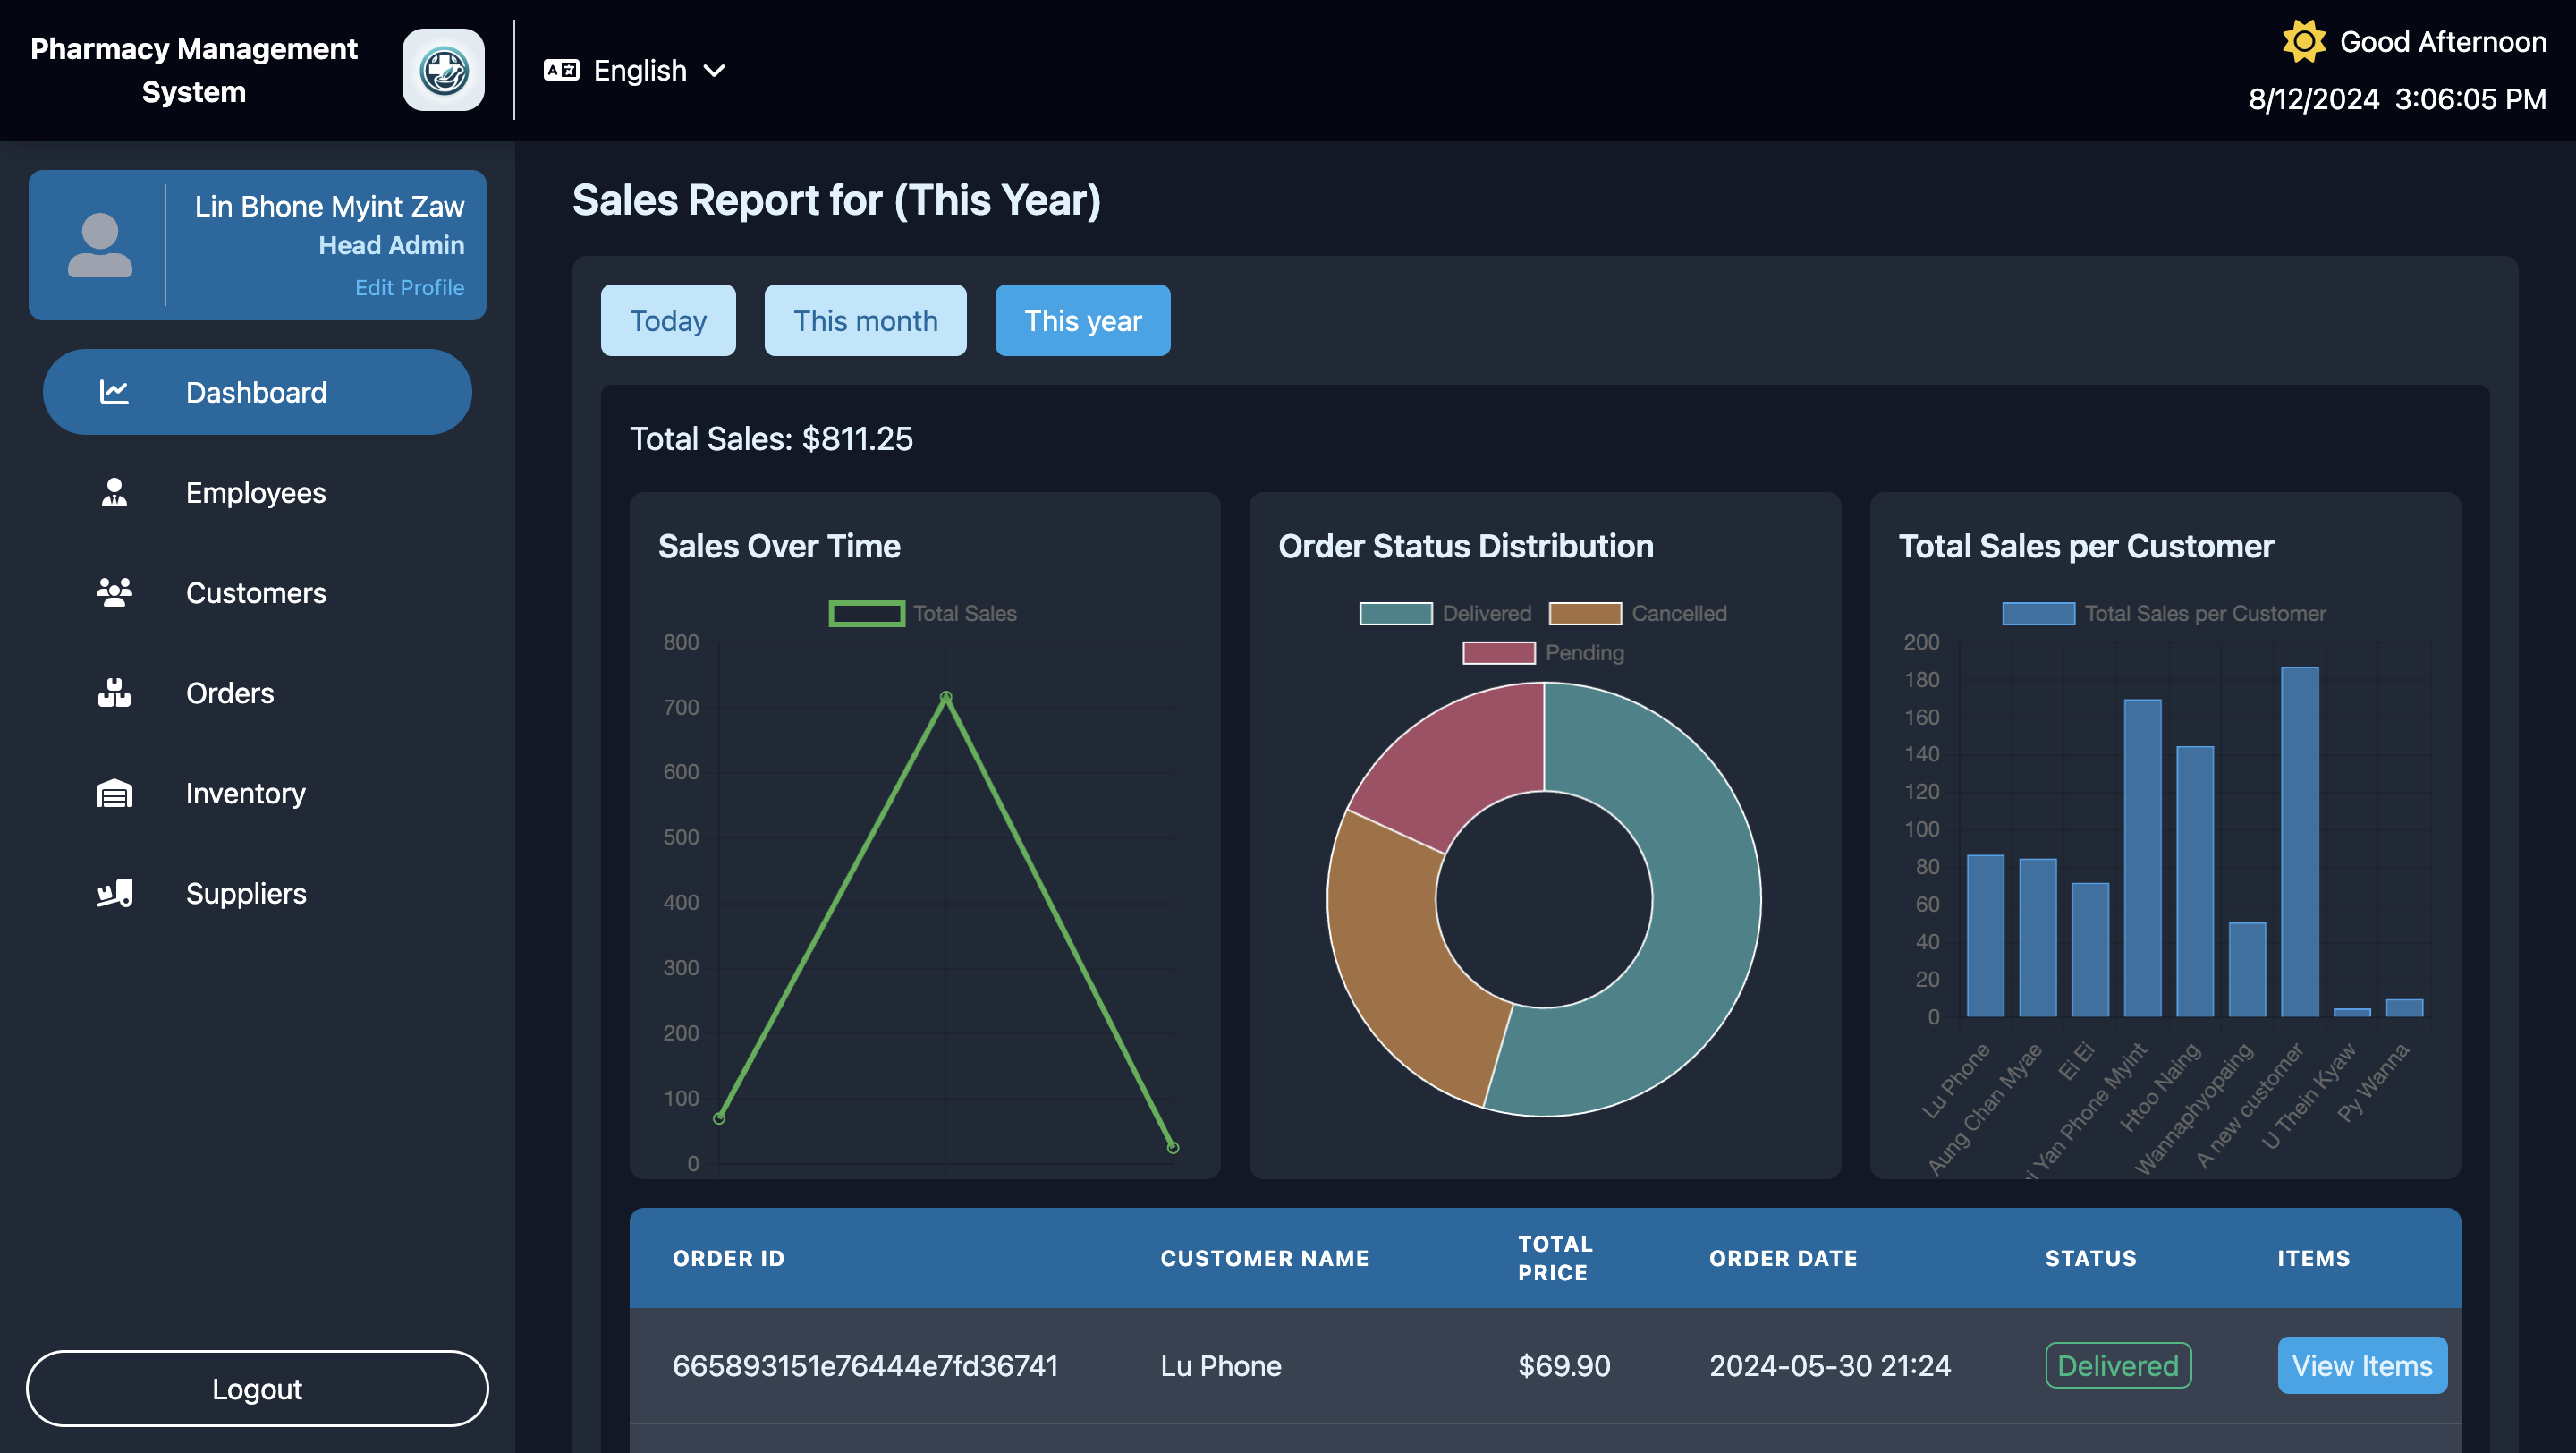 Pharmacy Management
System
English
Good Afternoon
8/12/2024 3:06:05 PM
Lin Bhone Myint Zaw
Head Admin
Edit Profile
Dashboard
Employees
Customers
Orders
Inventory
Suppliers
Logout
Sales Report for (This Year)
Today
This month
This year
Total Sales: $811.25
Sales Over Time
Total Sales
800
700
600
500
400
300
200
100
0
Order Status Distribution
Delivered
Cancelled
Pending
Total Sales per Customer
Total Sales per Customer
200
180
160
140
120
100
80
60
40
20
0
Lu Phone
Aung Chan Myae
Ei Ei
Yan Phone Myint
Htoo Naing
Wannaphyopaing
A new customer
U Thein Kyaw
Py Wanna
ORDER ID
CUSTOMER NAME
TOTAL
PRICE
ORDER DATE
STATUS
ITEMS
665893151e76444e7fd36741
Lu Phone
$69.90
2024-05-30 21:24
Delivered
View Items